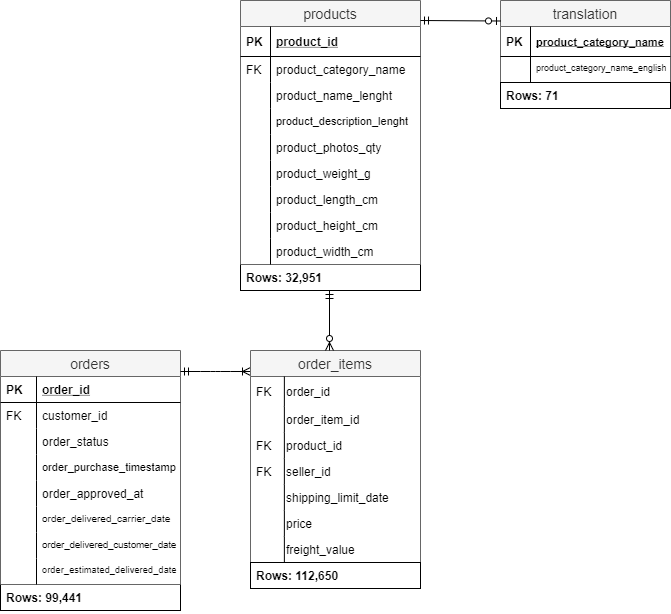 products
PK product_id
FK product_category_name
product_name_lenght
product_description_lenght
product_photos_qty
product_weight_g
product_length_cm
product_height_cm
product_width_cm
Rows: 32,951
translation
PK product_category_name
product_category_name_english
Rows: 71
orders
PK order_id
FK customer_id
order_status
order_purchase_timestamp
order_approved_at
order_delivered_carrier_date
order_delivered_customer_date
order_estimated_delivered_date
Rows: 99,441
order_items
FK order_id
order_item_id
FK product_id
FK seller_id
shipping_limit_date
price
freight_value
Rows: 112,650